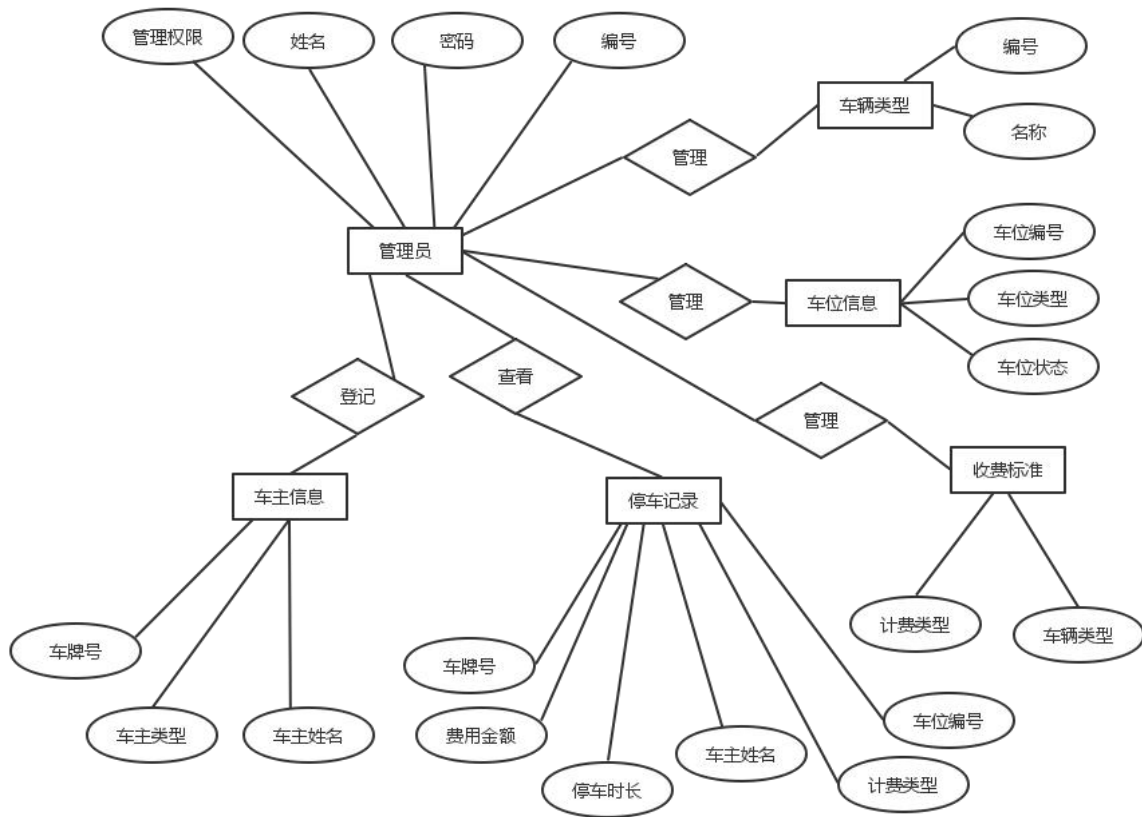 管理权限
姓名
密码
编号
编号
车辆类型
名称
管理
车位编号
管理员
管理
车位信息
车位类型
车位状态
登记
查看
管理
收费标准
车主信息
停车记录
计费类型
车辆类型
车牌号
车牌号
车主类型
车主姓名
费用金额
车主姓名
车位编号
停车时长
计费类型